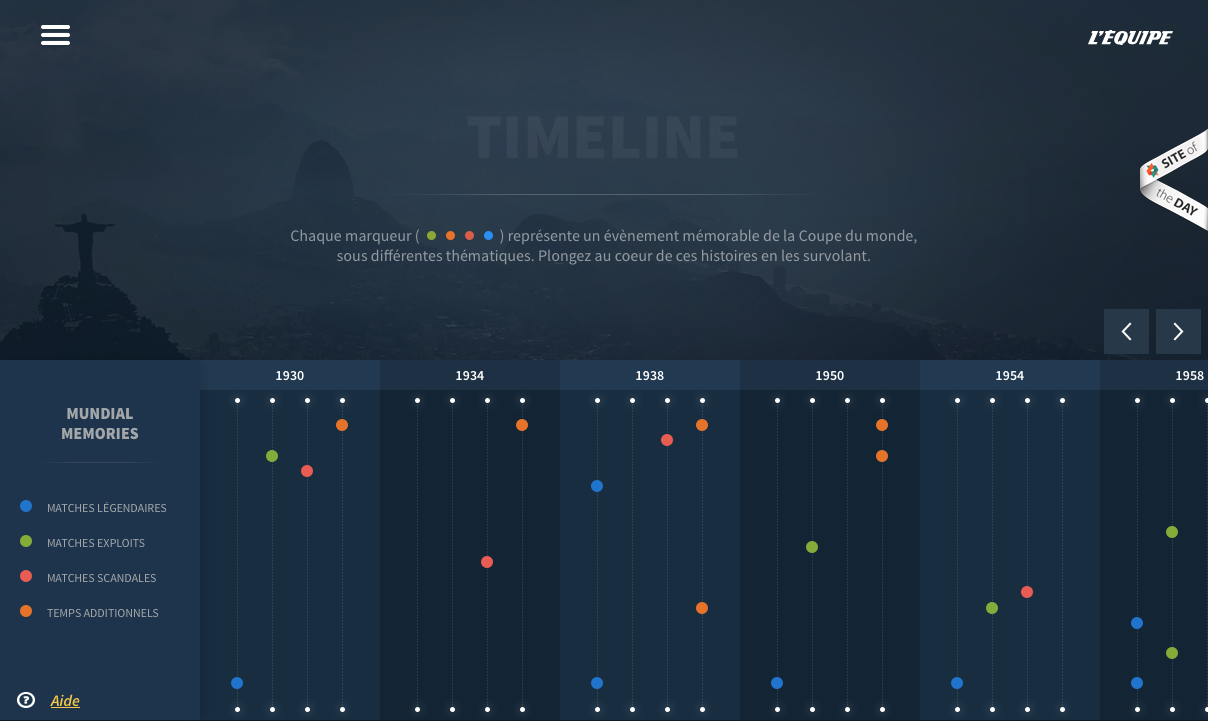 L'ÉQUIPE
TIMELINE
SITE of
the DAY
Chaque marqueur ( ) représente un évènement mémorable de la Coupe du monde,
sous différentes thématiques. Plongez au coeur de ces histoires en les survolant.
1930 1934 1938 1950 1954 1958
MUNDIAL
MEMORIES
MATCHES LÉGENDAIRES
MATCHES EXPLOITS
MATCHES SCANDALES
TEMPS ADDITIONNELS
? Aide